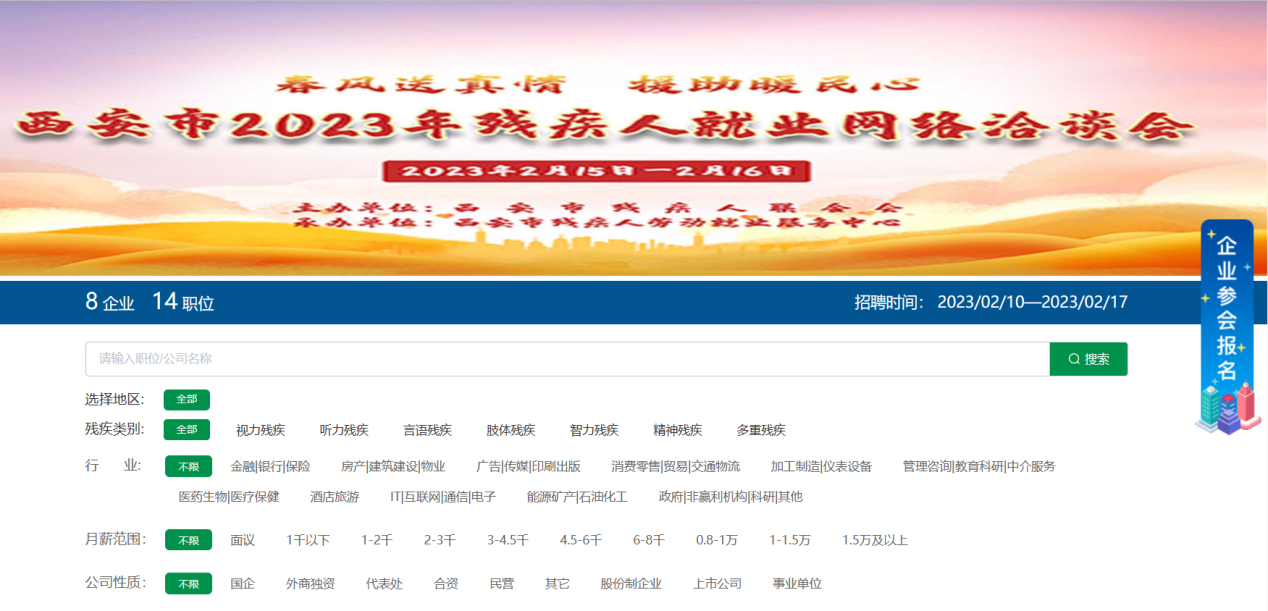 春风送真情 援助暖民心
西安市2023年残疾人就业网络洽谈会
2023年2月15日—2月16日
主办单位：西安市残疾人联合会
承办单位：西安市残疾人劳动就业服务中心
企业参会报名
8 企业 14 职位 招聘时间： 2023/02/10—2023/02/17
请输入职位/公司名称 搜索
选择地区: 全部
残疾类别: 全部 视力残疾 听力残疾 言语残疾 肢体残疾 智力残疾 精神残疾 多重残疾
行 业: 不限 金融|银行|保险 房产|建筑建设|物业 广告|传媒|印刷出版 消费零售|贸易|交通物流 加工制造|仪表设备 管理咨询|教育科研|中介服务
医药生物|医疗保健 酒店旅游 IT|互联网|通信|电子 能源矿产|石油化工 政府|非赢利机构|科研|其他
月薪范围: 不限 面议 1千以下 1-2千 2-3千 3-4.5千 4.5-6千 6-8千 0.8-1万 1-1.5万 1.5万及以上
公司性质: 不限 国企 外商独资 代表处 合资 民营 其它 股份制企业 上市公司 事业单位